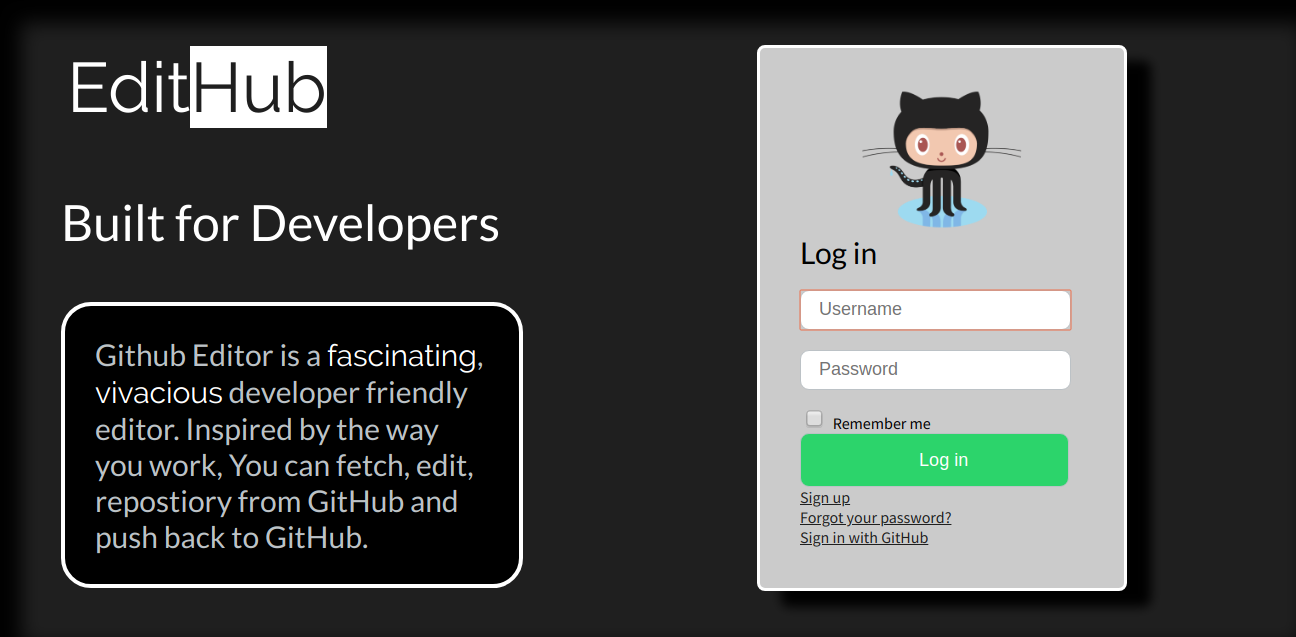 EditHub
Built for Developers
Github Editor is a fascinating,
vivacious developer friendly
editor. Inspired by the way
you work, You can fetch, edit,
repostiory from GitHub and
push back to GitHub.
Log in
Username
Password
Remember me
Log in
Sign up
Forgot your password?
Sign in with GitHub